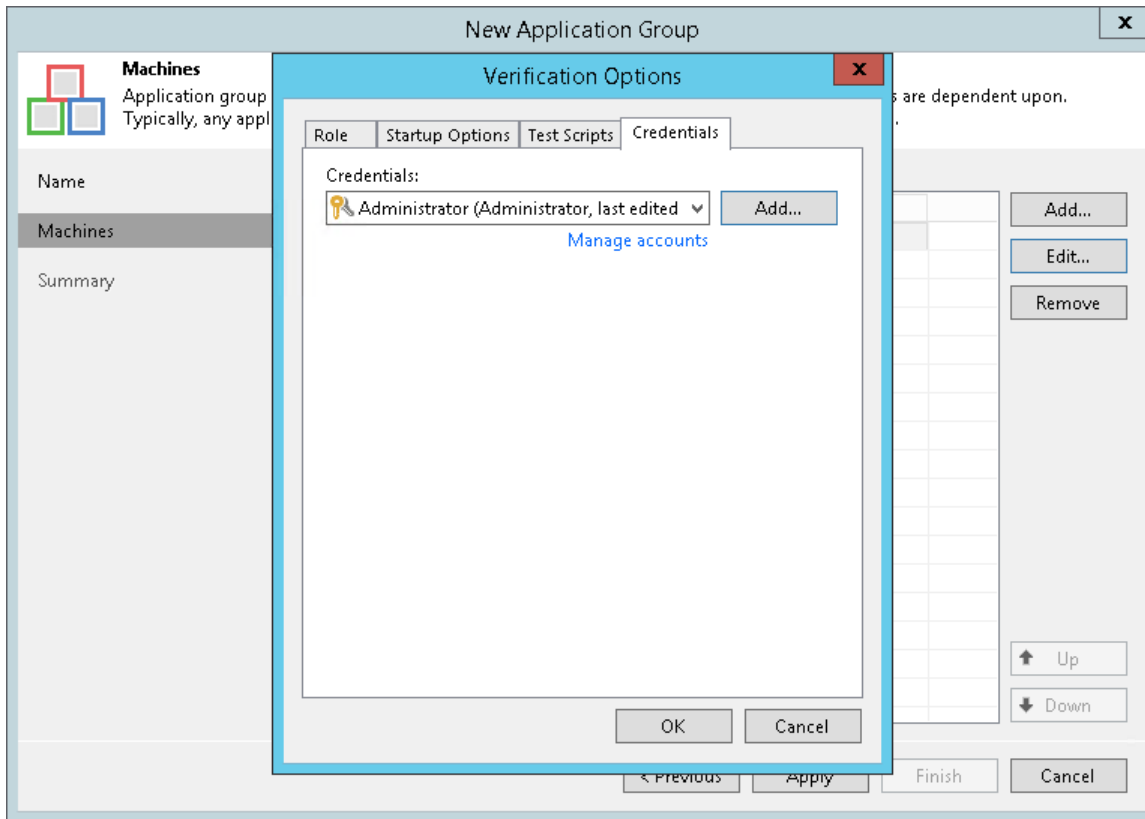 New Application Group
x
Machines
Application group
s are dependent upon.
Typically, any appl
.
Verification Options
x
Role
Startup Options
Test Scripts
Credentials
Credentials:
Administrator (Administrator, last edited
Add...
Manage accounts
OK
Cancel
Name
Machines
Summary
Add...
Edit...
Remove
Up
Down
< Previous
Apply
Finish
Cancel